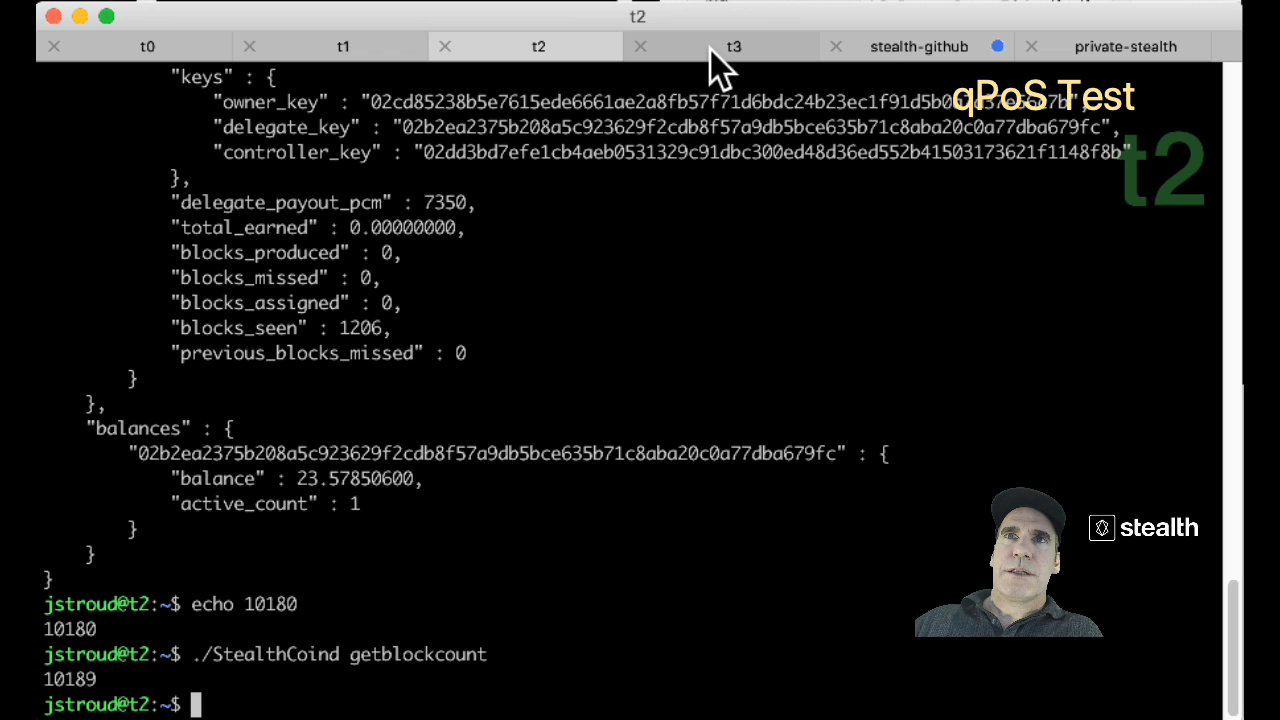 t2
t0
t1
t2
t3
stealth-github
private-stealth
"keys" : {
qPoS Test
"delegate_key" : "02b2ea2375b208a5c923629f2cdb8f57a9db5bce635b71c8aba20c0a77dba679fc",
"controller_key" : "02dd3bd7efe1cb4aeb0531329c91dbc300ed48d36ed552b41503173621f1148f8b"
t2
},
"delegate_payout_pcm" : 7350,
"total_earned" : 0.00000000,
"blocks_produced" : 0,
"blocks_missed" : 0,
"blocks_assigned" : 0,
"blocks_seen" : 1206,
"previous_blocks_missed" : 0
}
},
"balances" : {
"02b2ea2375b208a5c923629f2cdb8f57a9db5bce635b71c8aba20c0a77dba679fc" : {
"balance" : 23.57850600,
"active_count" : 1
}
}
}
stealth
jstroud@t2:~$ echo 10180
10180
jstroud@t2:~$ ./StealthCoind getblockcount
10189
jstroud@t2:~$